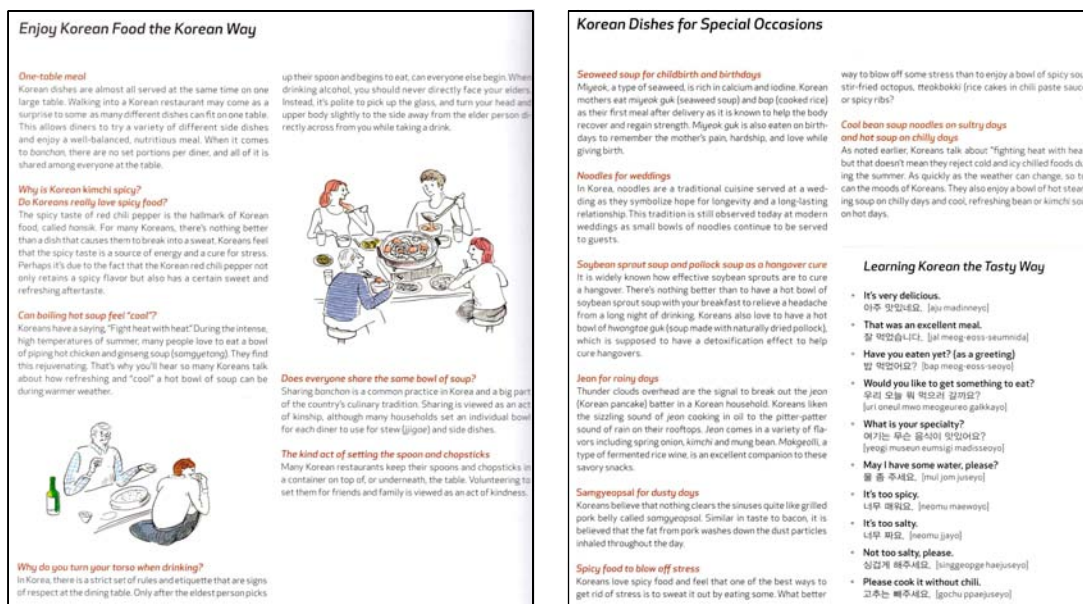 Enjoy Korean Food the Korean Way
One-table meal
Korean dishes are almost all served at the same time on one
large table. Walking into a Korean restaurant may come as a
surprise to some as many different dishes can fit on one table.
This allows diners to try a variety of different side dishes
and enjoy a well-balanced, nutritious meal. When it comes
to banchan, there are no set portions per diner, and all of it is
shared among everyone at the table.
Why is Korean kimchi spicy?
Do Koreans really love spicy food?
The spicy taste of red chili pepper is the hallmark of Korean
food, called hansik. For many Koreans, there's nothing better
than a dish that causes them to break into a sweat. Koreans feel
that the spicy taste is a source of energy and a cure for stress.
Perhaps it's due to the fact that the Korean red chili pepper not
only retains a spicy flavor but also has a certain sweet and
refreshing aftertaste.
Can boiling hot soup feel "cool"?
Koreans have a saying, "Fight heat with heat." During the intense,
high temperatures of summer, many people love to eat a bowl
of piping hot chicken and ginseng soup (samgyetang). They find
this rejuvenating. That's why you'll hear so many Koreans talk
about how refreshing and "cool" a hot bowl of soup can be
during warmer weather.
Why do you turn your torso when drinking?
In Korea, there is a strict set of rules and etiquette that are signs
of respect at the dining table. Only after the eldest person picks
up their spoon and begins to eat, can everyone else begin. When
drinking alcohol, you should never directly face your elders.
Instead, it's polite to pick up the glass, and turn your head and
upper body slightly to the side away from the elder person di-
rectly across from you while taking a drink.
Does everyone share the same bowl of soup?
Sharing banchan is a common practice in Korea and a big part
of the country's culinary tradition. Sharing is viewed as an act
of kinship, although many households set an individual bowl
for each diner to use for stew (jjigae) and side dishes.
The kind act of setting the spoon and chopsticks
Many Korean restaurants keep their spoons and chopsticks in
a container on top of, or underneath, the table. Volunteering to
set them for friends and family is viewed as an act of kindness.
Korean Dishes for Special Occasions
Seaweed soup for childbirth and birthdays
Miyeok, a type of seaweed, is rich in calcium and iodine. Korean
mothers eat miyeok guk (seaweed soup) and bap (cooked rice)
as their first meal after delivery as it is known to help the body
recover and regain strength. Miyeok guk is also eaten on birth-
days to remember the mother's pain, hardship, and love while
giving birth.
Noodles for weddings
In Korea, noodles are a traditional cuisine served at a wed-
ding as they symbolize hope for longevity and a long-lasting
relationship. This tradition is still observed today at modern
weddings as small bowls of noodles continue to be served
to guests.
Soybean sprout soup and pollock soup as a hangover cure
It is widely known how effective soybean sprouts are to cure
a hangover. There's nothing better than to have a hot bowl of
soybean sprout soup with your breakfast to relieve a headache
from a long night of drinking. Koreans also love to have a hot
bowl of hwangtae guk (soup made with naturally dried pollock),
which is supposed to have a detoxification effect to help
cure hangovers.
Jeon for rainy days
Thunder clouds overhead are the signal to break out the jeon
(Korean pancake) batter in a Korean household. Koreans liken
the sizzling sound of jeon cooking in oil to the pitter-patter
sound of rain on their rooftops. Jeon comes in a variety of fla-
vors including spring onion, kimchi and mung bean. Makgeolli, a
type of fermented rice wine, is an excellent companion to these
savory snacks.
Samgyeopsal for dusty days
Koreans believe that nothing clears the sinuses quite like grilled
pork belly called samgyeopsal. Similar in taste to bacon, it is
believed that the fat from pork washes down the dust particles
inhaled throughout the day.
Spicy food to blow off stress
Koreans love spicy food and feel that one of the best ways to
get rid of stress is to sweat it out by eating some. What better
way to blow off some stress than to enjoy a bowl of spicy sou
stir-fried octopus, tteokbokki (rice cakes in chili paste sauc
or spicy ribs?
Cool bean soup noodles on sultry days
and hot soup on chilly days
As noted earlier, Koreans talk about "fighting heat with hea
but that doesn't mean they reject cold and icy chilled foods du
ing the summer. As quickly as the weather can change, so t
can the moods of Koreans. They also enjoy a bowl of hot stea
ing soup on chilly days and cool, refreshing bean or kimchi so
on hot days.
Learning Korean the Tasty Way
• It's very delicious.
아주 맛있네요. [aju madinneyo]
• That was an excellent meal.
잘 먹었습니다. [jal meog-eoss-seumnida]
• Have you eaten yet? (as a greeting)
밥 먹었어요? [bap meog-eoss-seoyo]
• Would you like to get something to eat?
우리 오늘 뭐 먹으러 갈까요?
[uri oneul mwo meogeureo galkkayo]
• What is your specialty?
여기는 무슨 음식이 맛있어요?
[yeogi museun eumsigi madisseoyo]
• May I have some water, please?
물 좀 주세요. [mul jom juseyo]
• It's too spicy.
너무 매워요. [neomu maewoyo]
• It's too salty.
너무 짜요. [neomu jjayo]
• Not too salty, please.
싱겁게 해주세요. [singgeopge haejuseyo]
• Please cook it without chili.
고추는 빼주세요. [gochu ppaejuseyo]